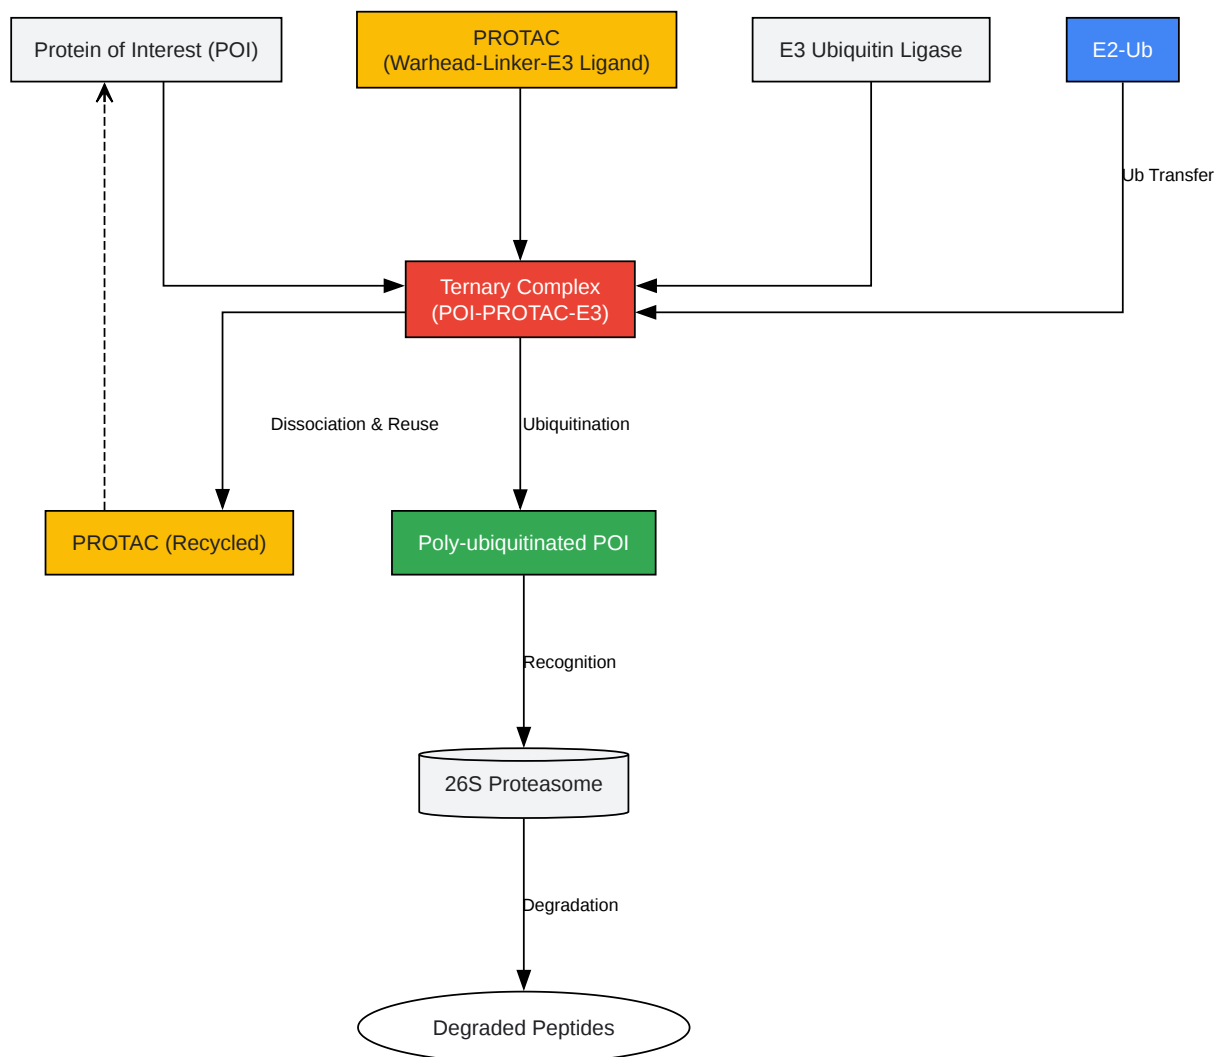 Protein of Interest (POI)
PROTAC
(Warhead-Linker-E3 Ligand)
E3 Ubiquitin Ligase
E2-Ub
Ub Transfer
Ternary Complex
(POI-PROTAC-E3)
Dissociation & Reuse
Ubiquitination
PROTAC (Recycled)
Poly-ubiquitinated POI
Recognition
26S Proteasome
Degradation
Degraded Peptides